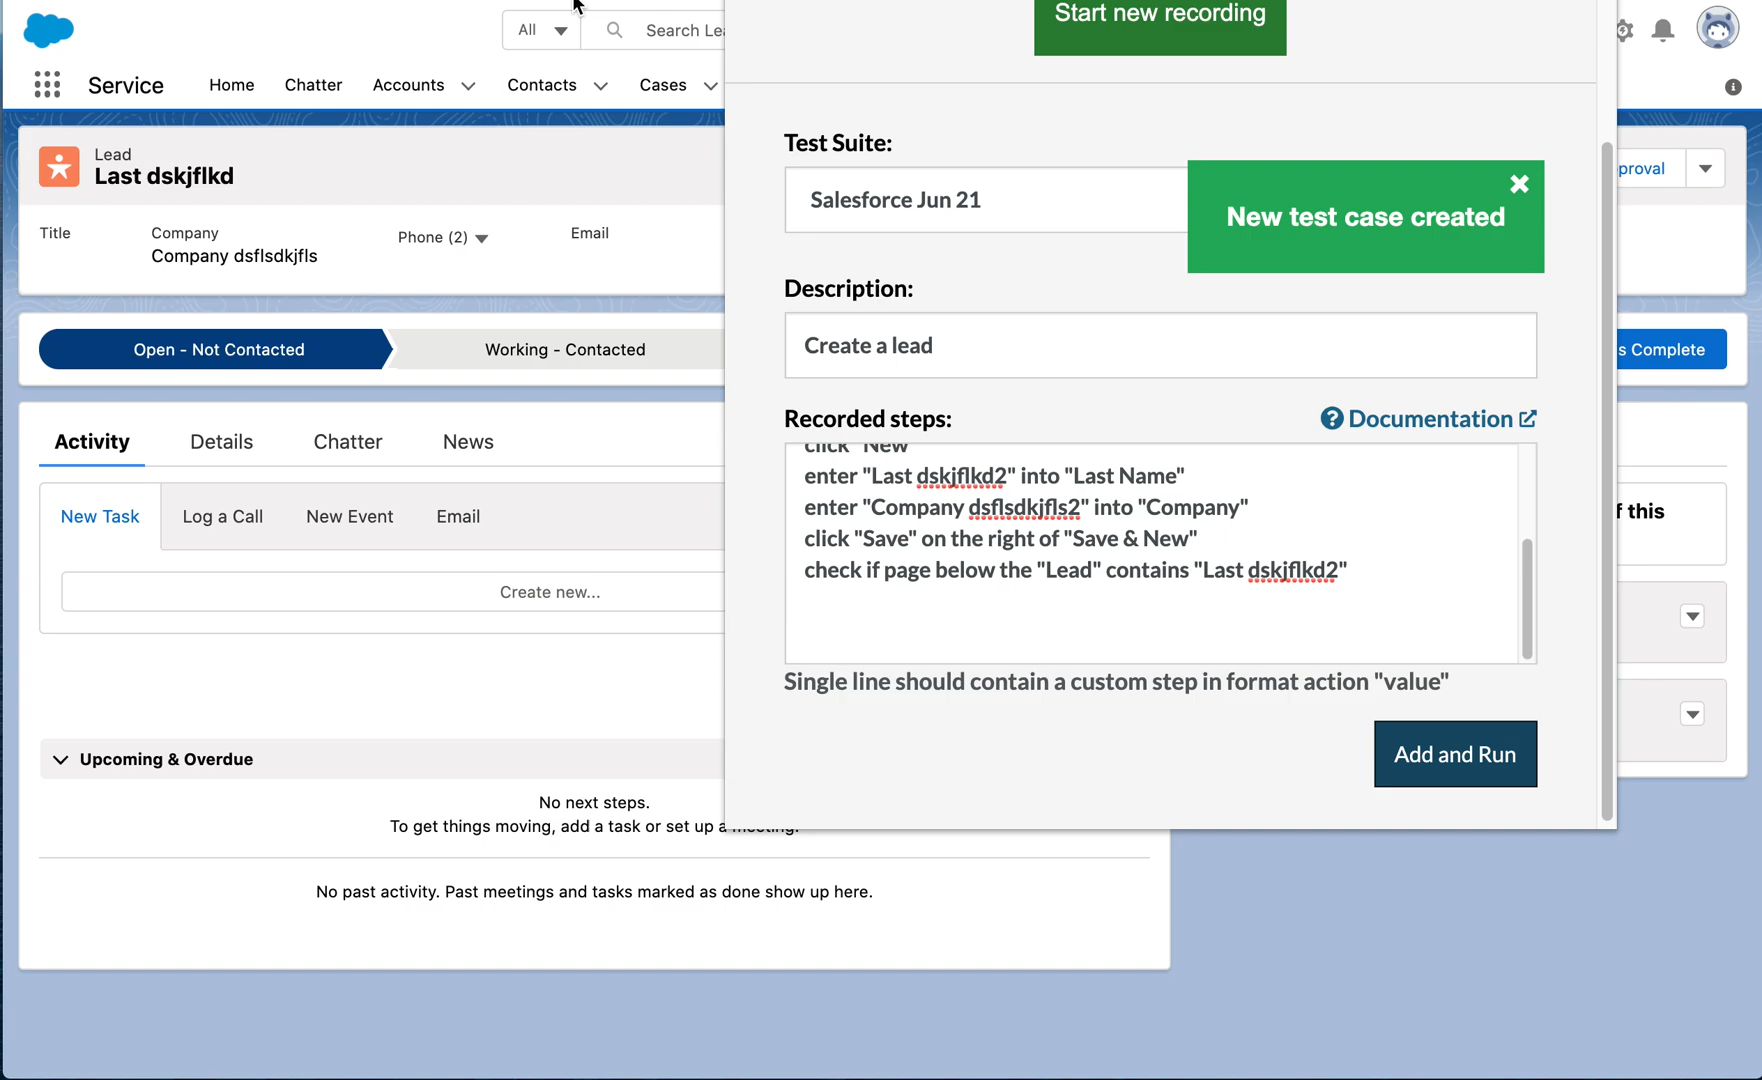 All
Search Le
Start new recording
Service
Home
Chatter
Accounts
Contacts
Cases
Lead
Last dskjflkd
Title
Company
Company dsflsdkjfls
Phone (2)
Email
Open - Not Contacted
Working - Contacted
Activity
Details
Chatter
News
New Task
Log a Call
New Event
Email
Create new...
Upcoming & Overdue
No next steps.
To get things moving, add a task or set up a meeting.
No past activity. Past meetings and tasks marked as done show up here.
Test Suite:
Salesforce Jun 21
New test case created
Description:
Create a lead
Recorded steps:
Documentation
click "New"
enter "Last dskjflkd2" into "Last Name"
enter "Company dsflsdkjfls2" into "Company"
click "Save" on the right of "Save & New"
check if page below the "Lead" contains "Last dskjflkd2"
Single line should contain a custom step in format action "value"
Add and Run
proval
s Complete
f this